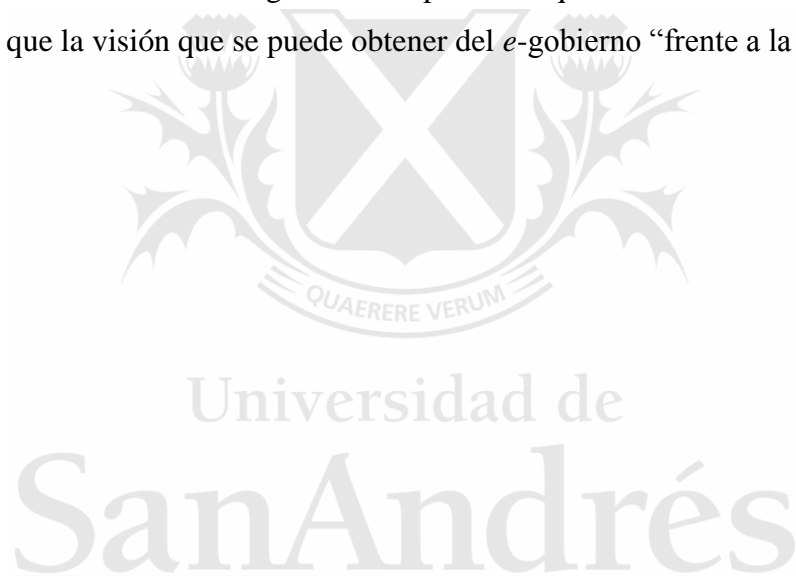 que la visión que se puede obtener del e-gobierno “frente a la
QUAERERE VERUM
Universidad de
SanAndrés